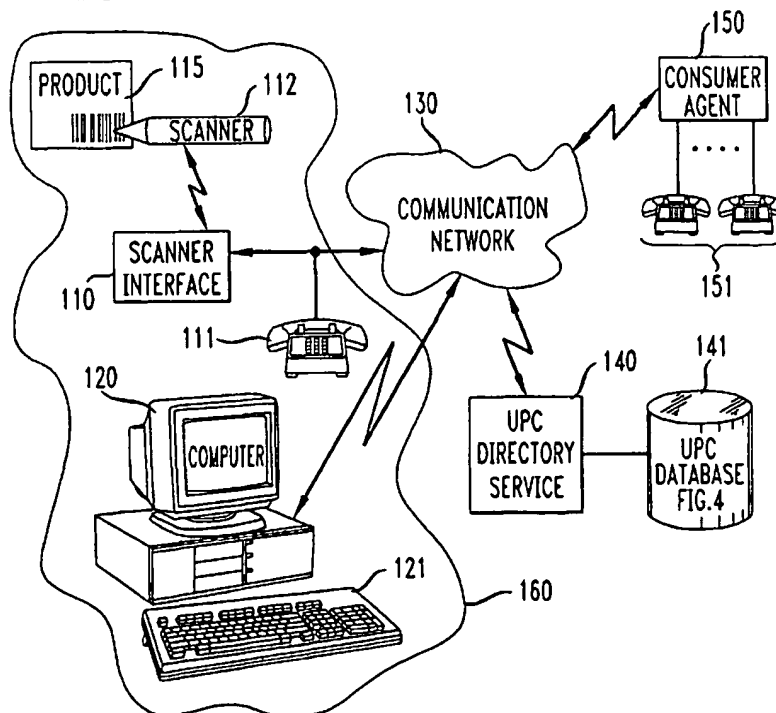 115
112
PRODUCT
SCANNER
150
CONSUMER
AGENT
130
COMMUNICATION
NETWORK
151
SCANNER
INTERFACE
110
111
120
COMPUTER
140
141
UPC
DIRECTORY
SERVICE
UPC
DATABASE
FIG.4
121
160